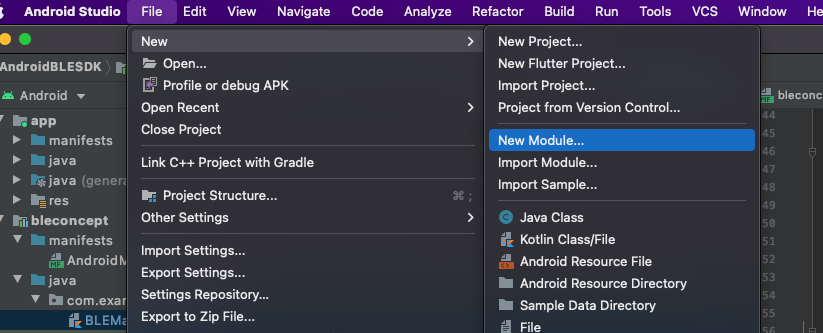 Android Studio File Edit View Navigate Code Analyze Refactor Build Run Tools VCS Window He
New
Open...
Profile or debug APK
Open Recent
Close Project
Link C++ Project with Gradle
Project Structure... ⌘ ;
Other Settings
Import Settings...
Export Settings...
Settings Repository...
Export to Zip File...
New Project...
New Flutter Project...
Import Project...
Project from Version Control...
New Module...
Import Module...
Import Sample...
Java Class
Kotlin Class/File
Android Resource File
Android Resource Directory
Sample Data Directory
File
AndroidBLESDK
Android
app
manifests
java
java (genera
res
bleconcept
manifests
AndroidM
java
com.exar
BLEMa
bleconc
44
45
46
47
48
49
50
51
52
53
54
55
56